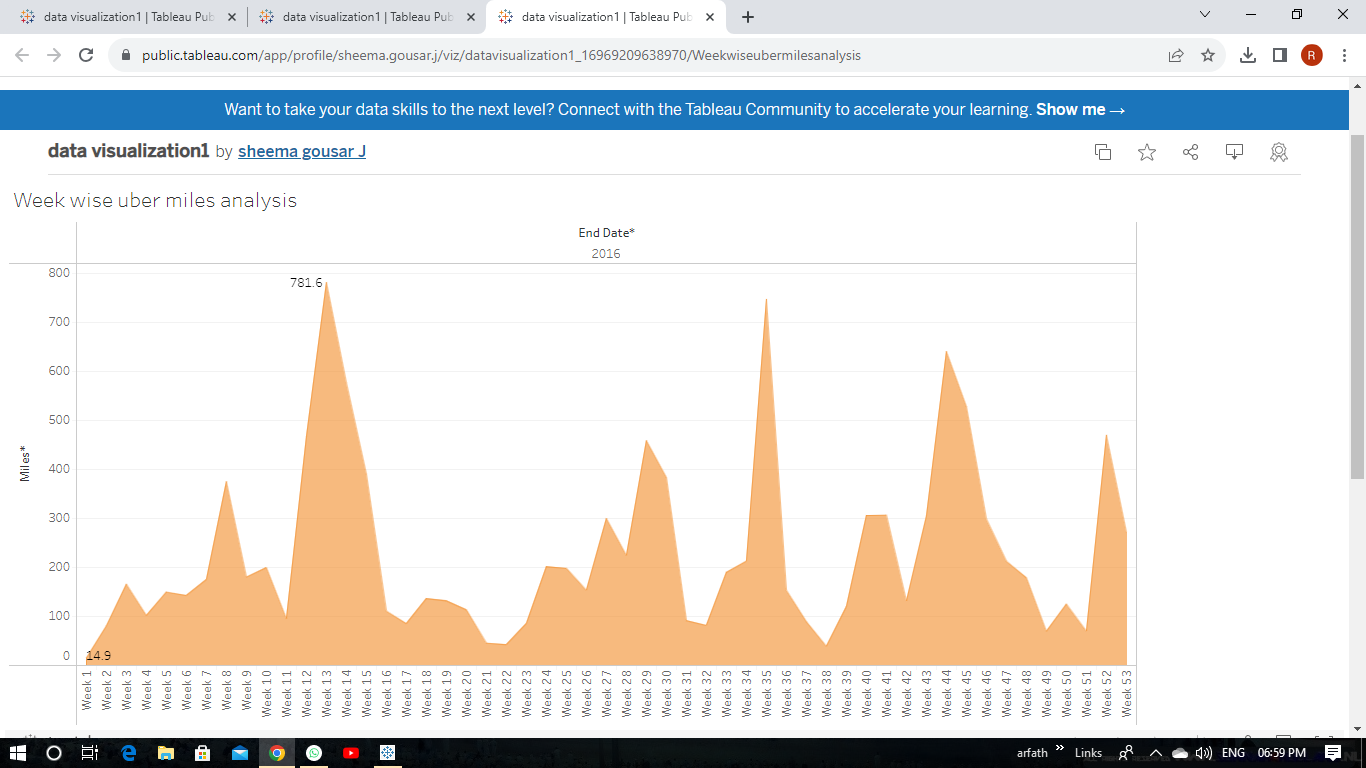 data visualization1 | Tableau Pub
data visualization1 | Tableau Pub
data visualization1 | Tableau Pub
public.tableau.com/app/profile/sheema.gousar.j/viz/datavisualization1_16969209638970/Weekwiseubermilesanalysis
R
Want to take your data skills to the next level? Connect with the Tableau Community to accelerate your learning. Show me →
data visualization1 by sheema gousar J
Week wise uber miles analysis
End Date*
2016
800
700
600
500
400
300
200
100
0
Miles*
781.6
14.9
Week 1
Week 2
Week 3
Week 4
Week 5
Week 6
Week 7
Week 8
Week 9
Week 10
Week 11
Week 12
Week 13
Week 14
Week 15
Week 16
Week 17
Week 18
Week 19
Week 20
Week 21
Week 22
Week 23
Week 24
Week 25
Week 26
Week 27
Week 28
Week 29
Week 30
Week 31
Week 32
Week 33
Week 34
Week 35
Week 36
Week 37
Week 38
Week 39
Week 40
Week 41
Week 42
Week 43
Week 44
Week 45
Week 46
Week 47
Week 48
Week 49
Week 50
Week 51
Week 52
Week 53
arfath
Links
ENG
06:59 PM